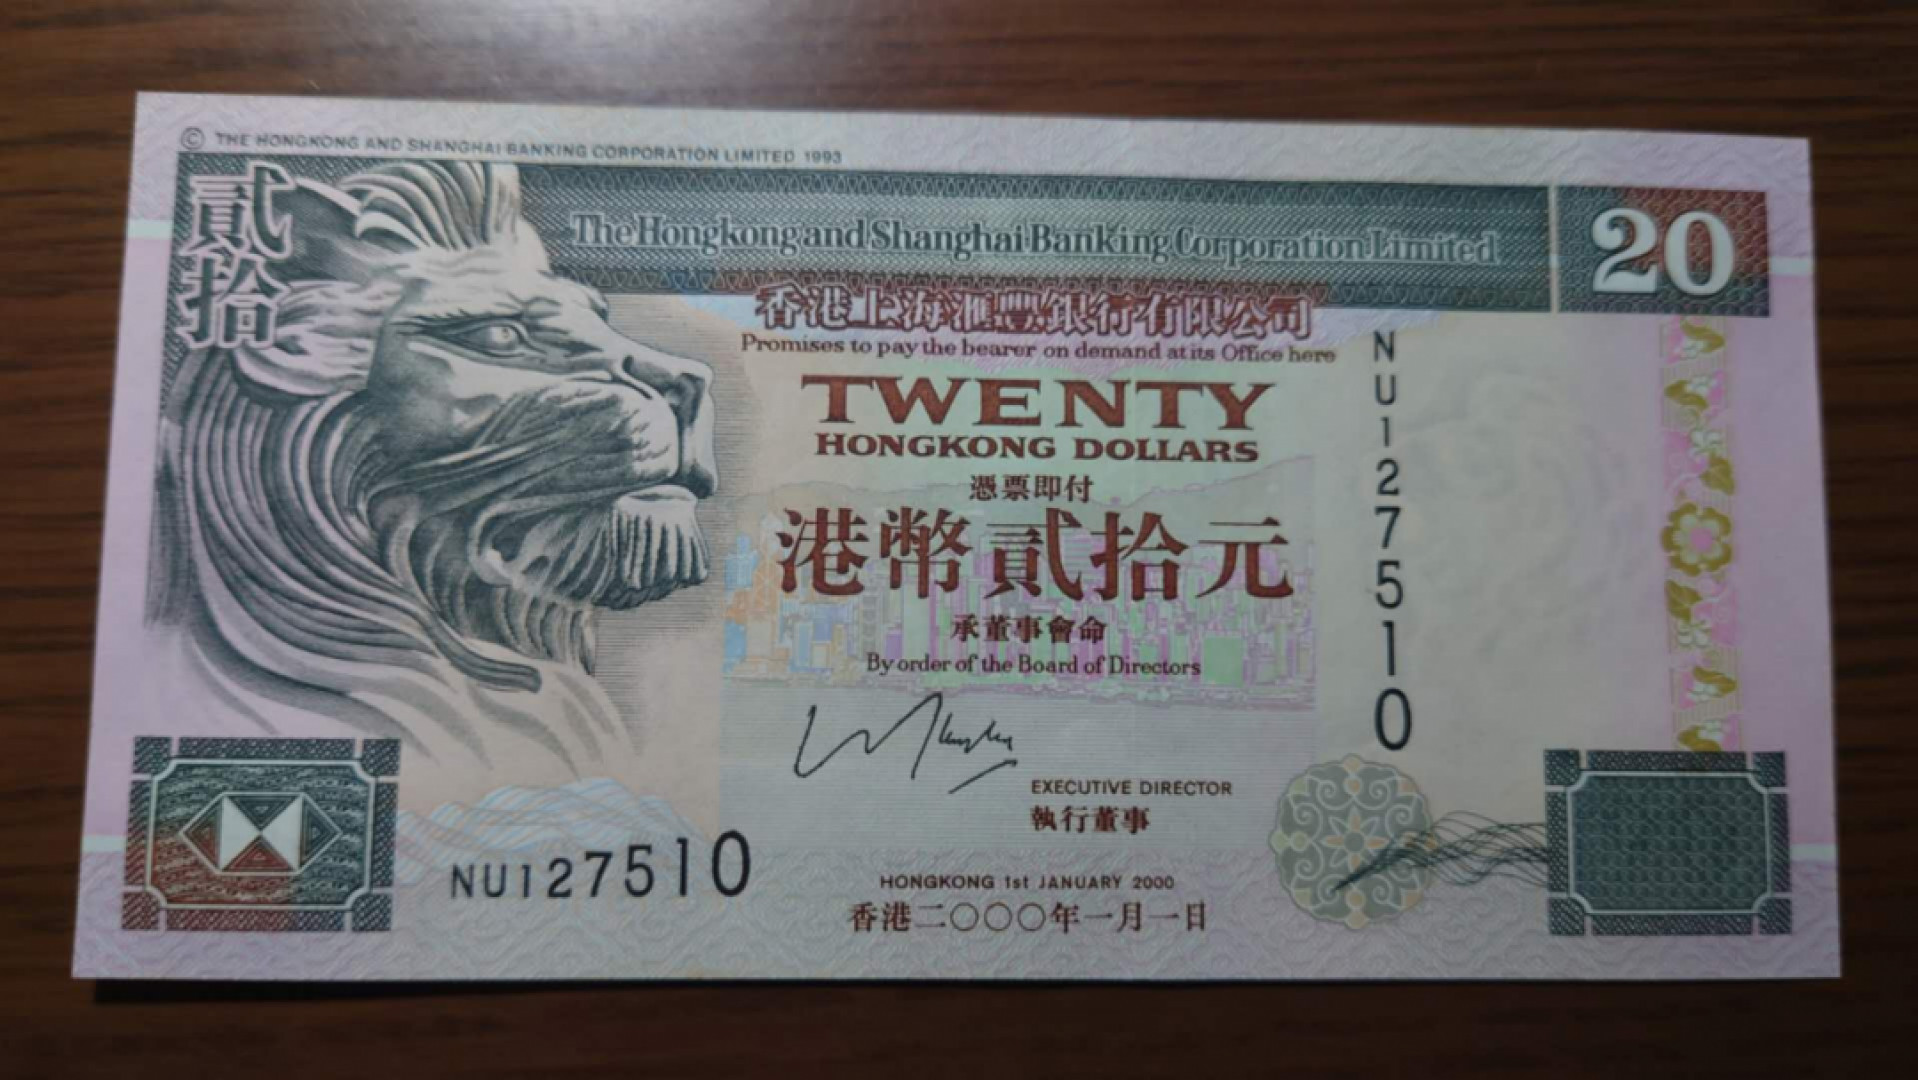 © THE HONGKONG AND SHANGHAI BANKING CORPORATION LIMITED 1993
貳拾
The Hongkong and Shanghai Banking Corporation Limited
20
香港上海滙豐銀行有限公司
Promises to pay the bearer on demand at its Office here
TWENTY
HONGKONG DOLLARS
憑票即付
港幣貳拾元
承董事會命
By order of the Board of Directors
NU127510
EXECUTIVE DIRECTOR
執行董事
NU127510
HONGKONG 1st JANUARY 2000
香港二〇〇〇年一月一日